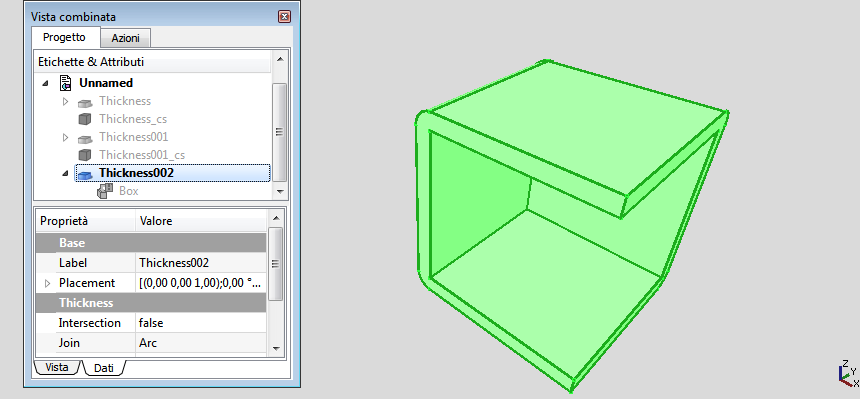 Vista combinata
Progetto Azioni
Etichette & Attributi
Unnamed
Thickness
Thickness_cs
Thickness001
Thickness001_cs
Thickness002
Box
Proprietà Valore
Base
Label Thickness002
Placement [(0,00 0,00 1,00);0,00 °...
Thickness
Intersection false
Join Arc
Vista Dati
Z
Y
X